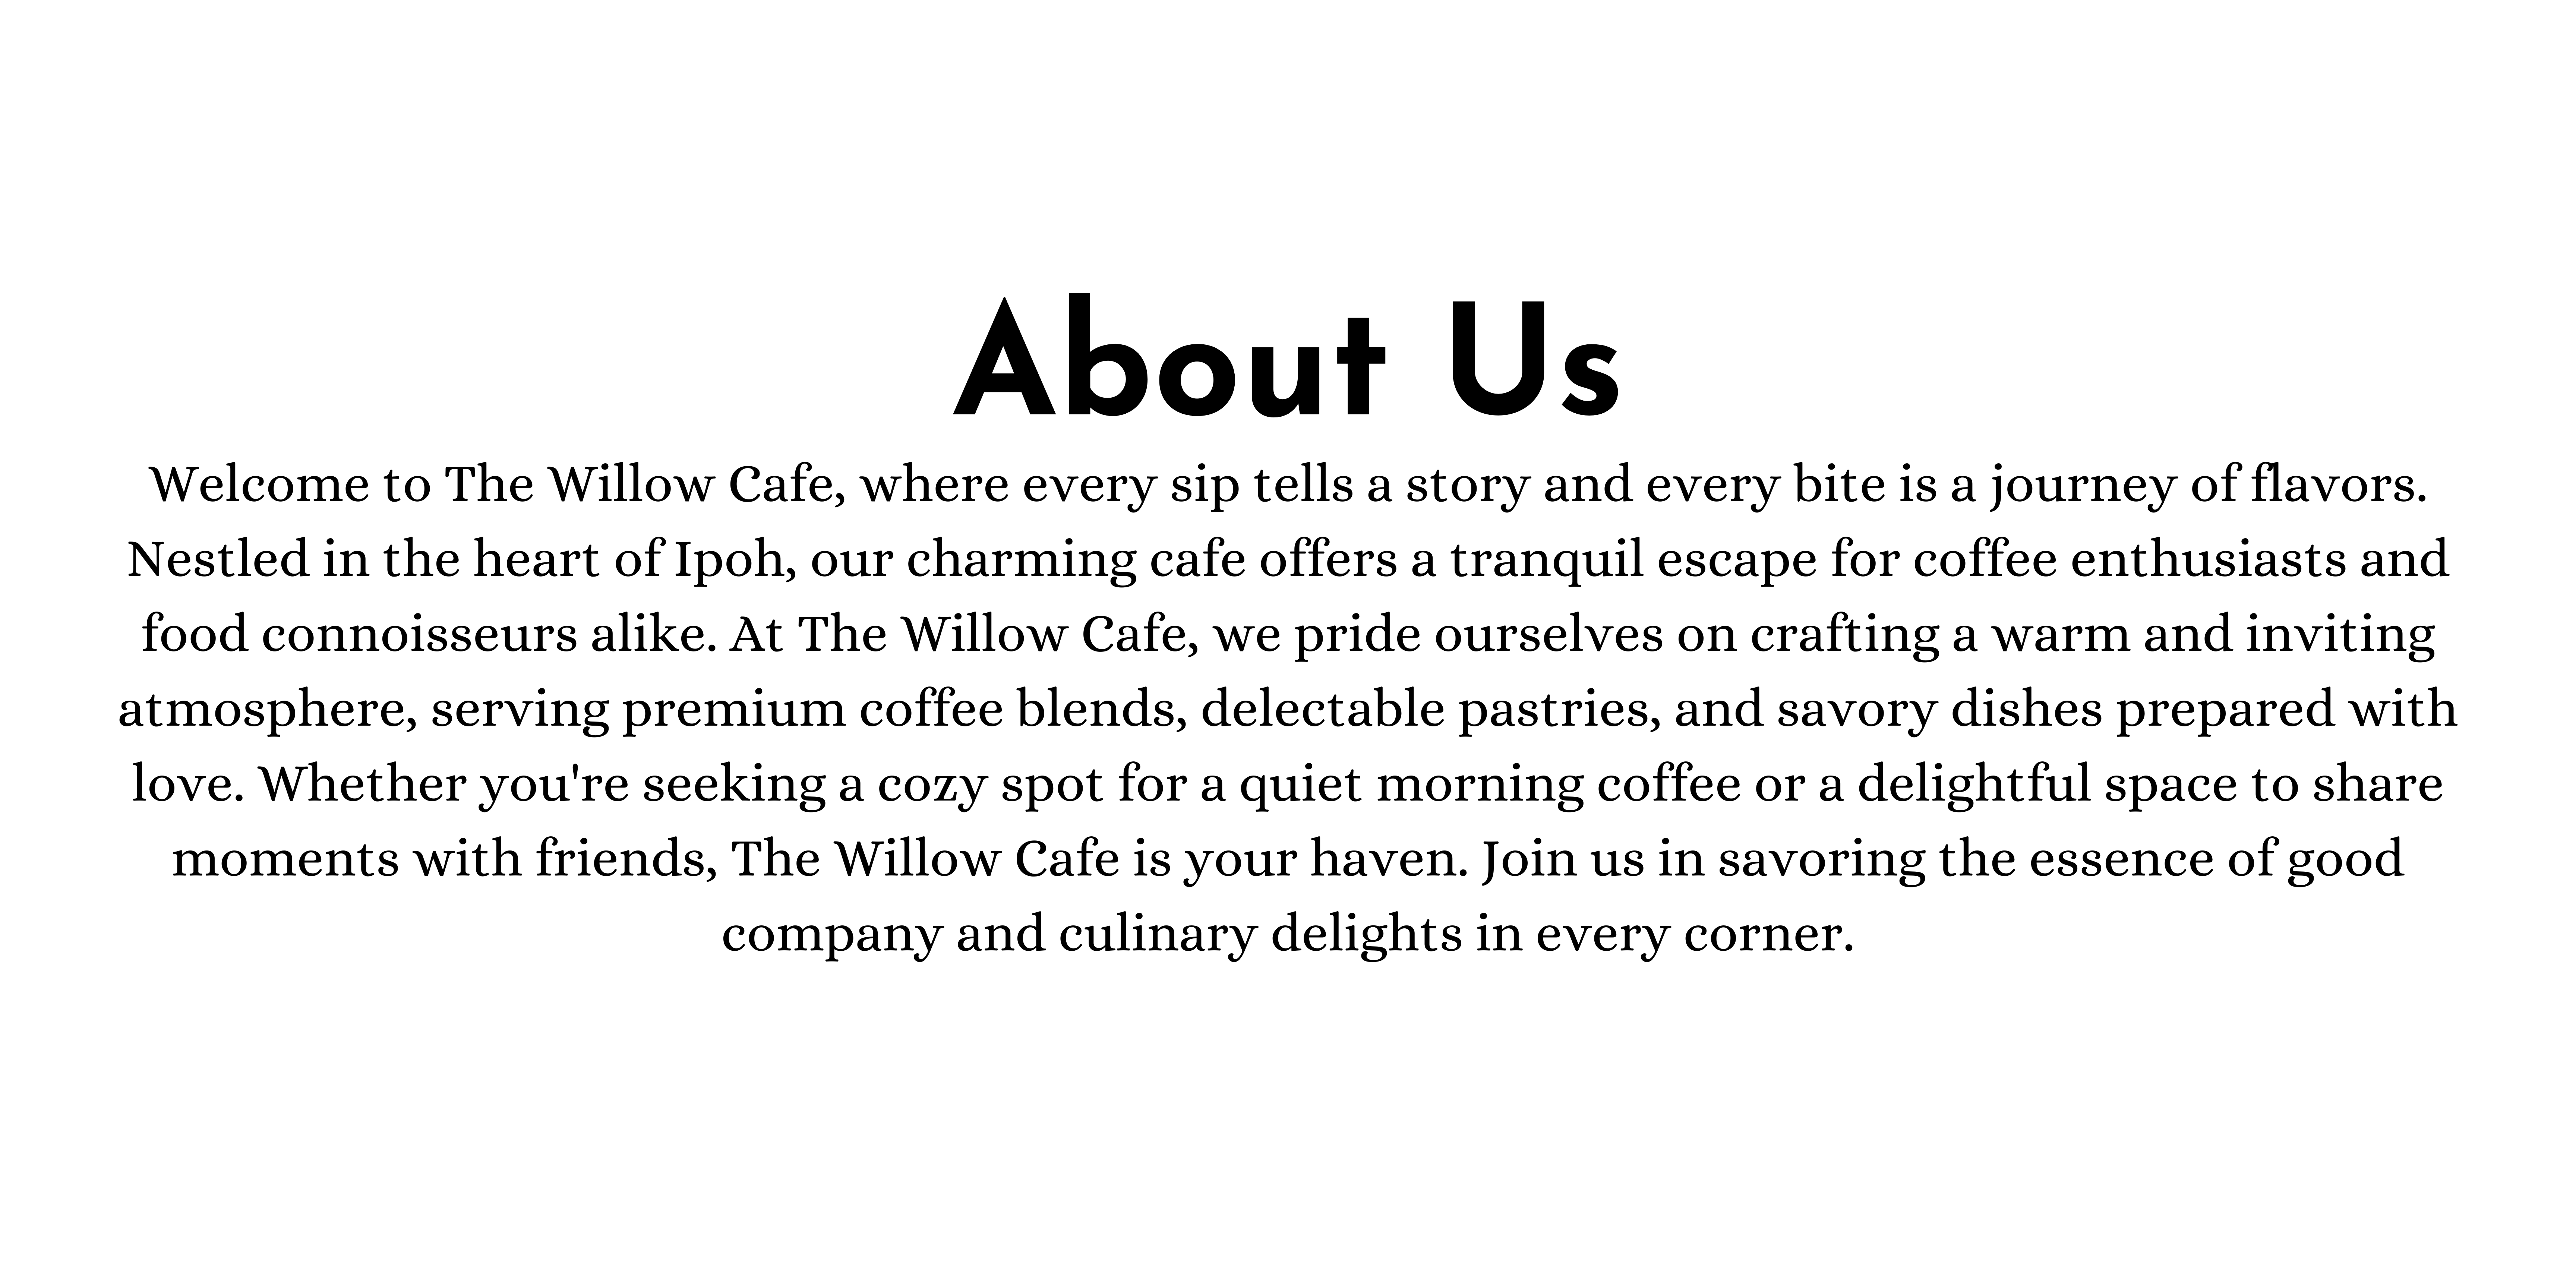 About Us
Welcome to The Willow Cafe, where every sip tells a story and every bite is a journey of flavors.
Nestled in the heart of Ipoh, our charming cafe offers a tranquil escape for coffee enthusiasts and
food connoisseurs alike. At The Willow Cafe, we pride ourselves on crafting a warm and inviting
atmosphere, serving premium coffee blends, delectable pastries, and savory dishes prepared with
love. Whether you're seeking a cozy spot for a quiet morning coffee or a delightful space to share
moments with friends, The Willow Cafe is your haven. Join us in savoring the essence of good
company and culinary delights in every corner.